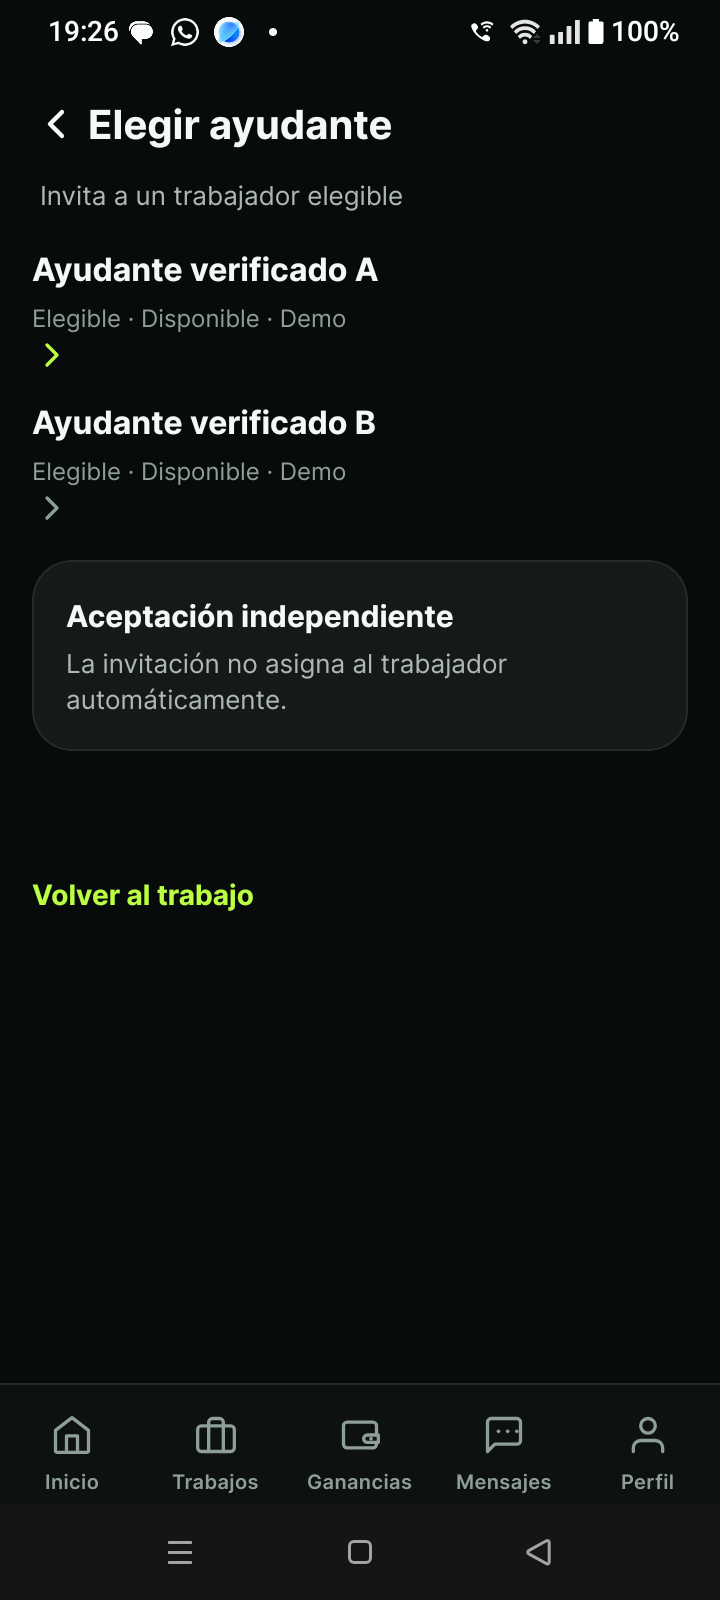 19:26
100%
Elegir ayudante
Invita a un trabajador elegible
Ayudante verificado A
Elegible · Disponible · Demo
Ayudante verificado B
Elegible · Disponible · Demo
Aceptación independiente
La invitación no asigna al trabajador
automáticamente.
Volver al trabajo
Inicio
Trabajos
Ganancias
Mensajes
Perfil